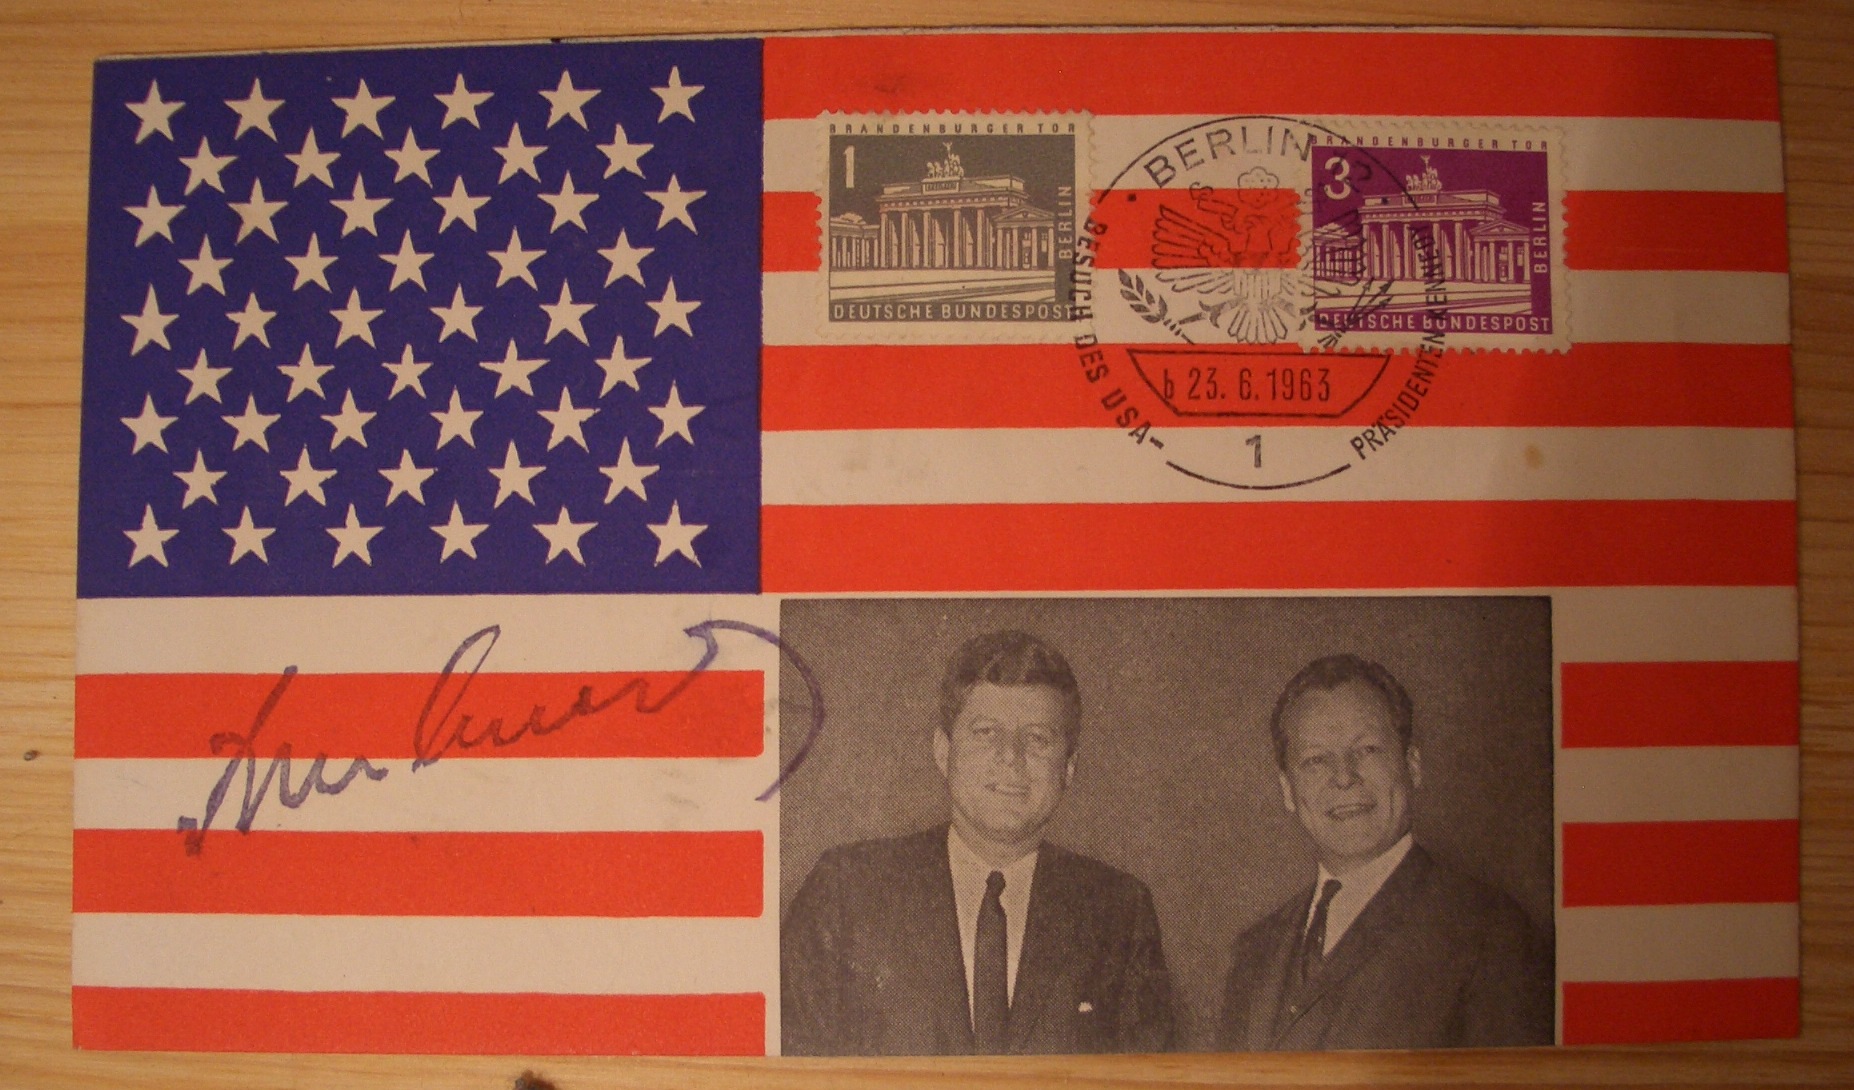 BRANDENBURGER TOR
1
BERLIN
DEUTSCHE BUNDESPOST
BRANDENBURGER TOR
3
BERLIN
DEUTSCHE BUNDESPOST
BERLIN
BESUCH DES USA-
PRÄSIDENTEN KENNEDY
b 23. 6. 1963
1